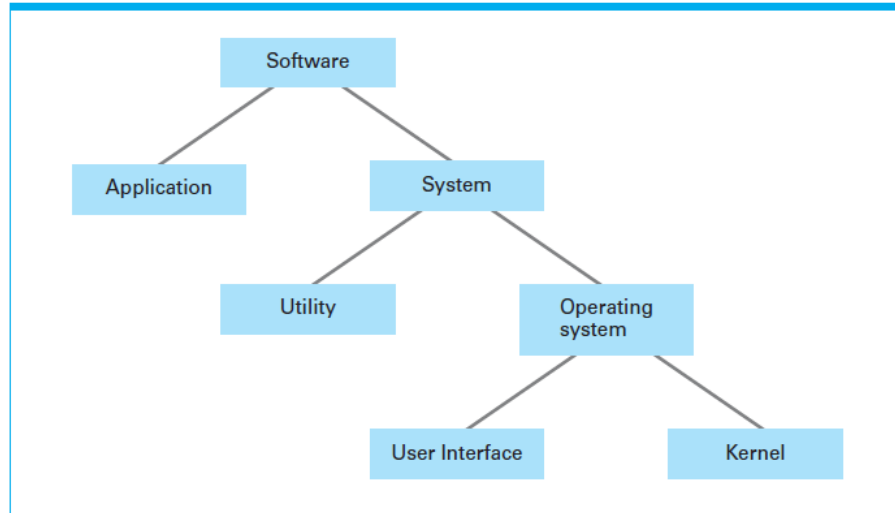 Software
Application
System
Utility
Operating
system
User Interface
Kernel